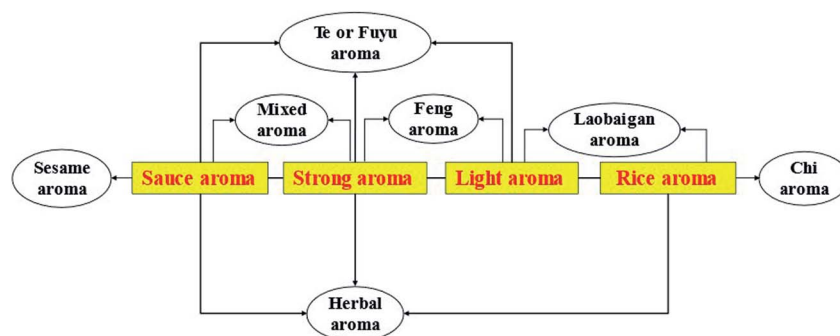 Te or Fuyu
aroma
Mixed
aroma
Feng
aroma
Laobaigan
aroma
Sesame
aroma
Sauce aroma
Strong aroma
Light aroma
Rice aroma
Chi
aroma
Herbal
aroma